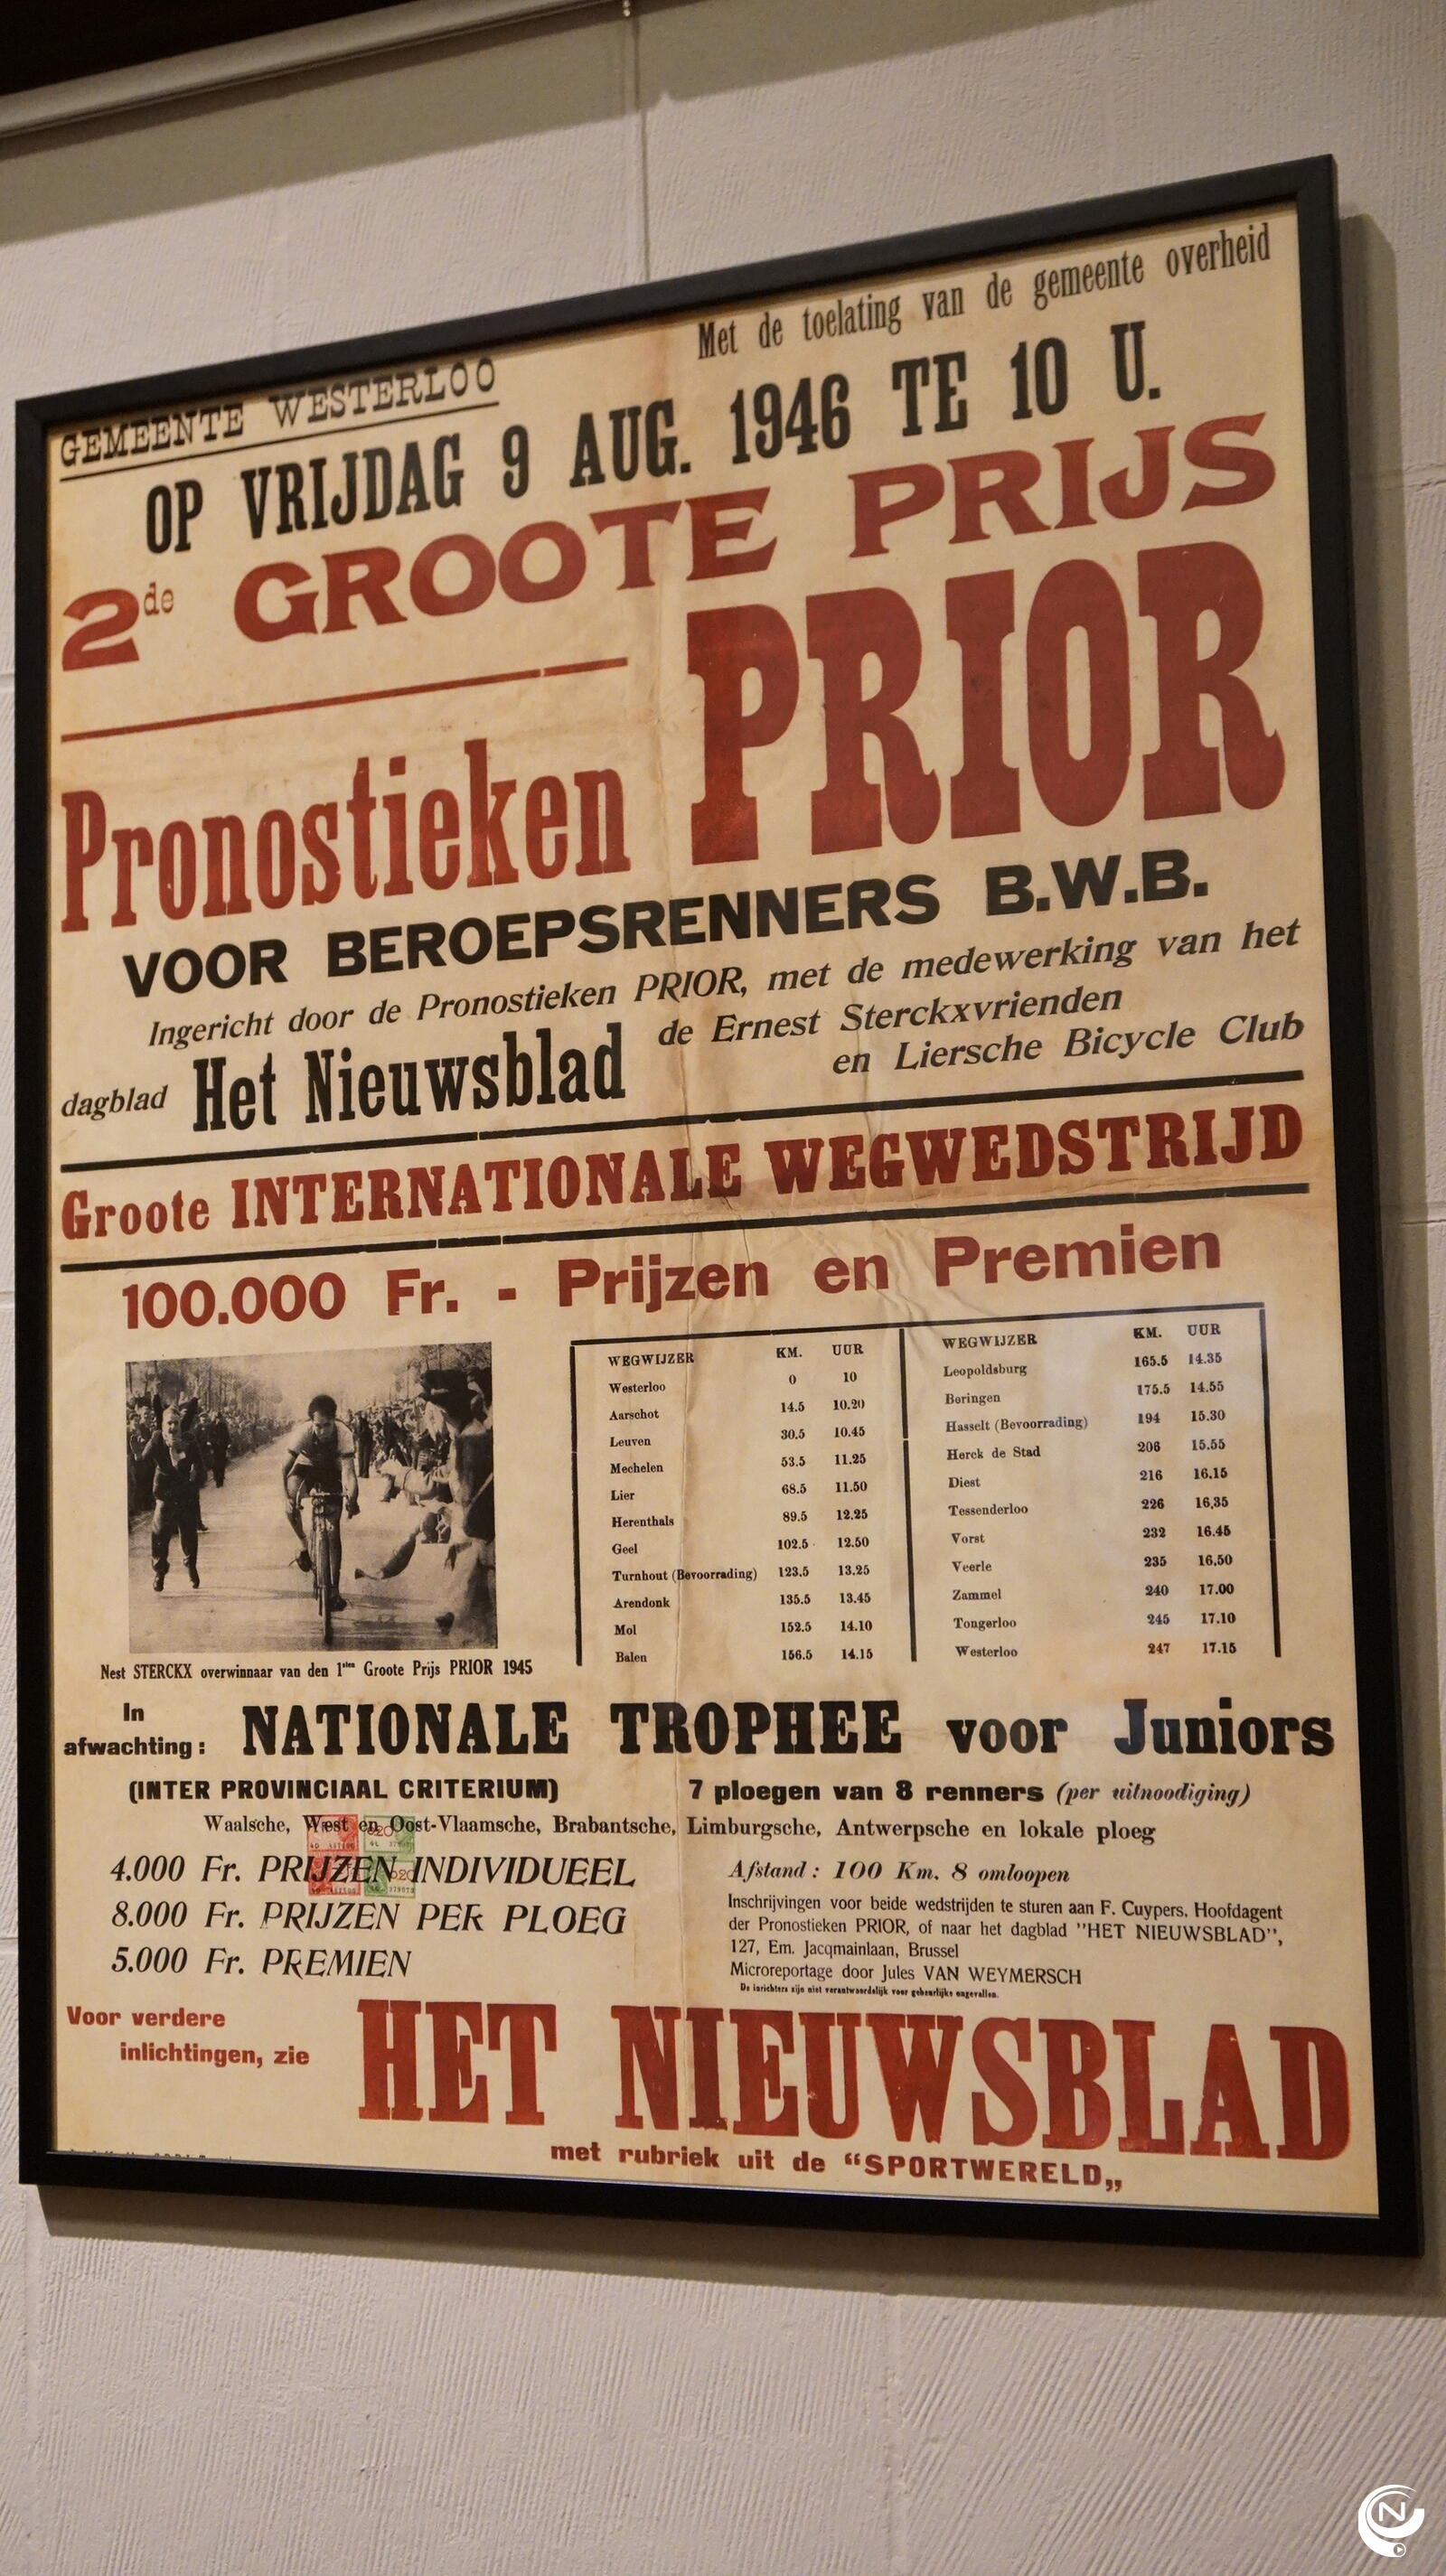 Met de toelating van de gemeente overheid
GEMEENTE WESTERLOO
OP VRIJDAG 9 AUG. 1946 TE 10 U.
2de GROOTE PRIJS
Pronostieken PRIOR
VOOR BEROEPSRENNERS B.W.B.
Ingericht door de Pronostieken PRIOR, met de medewerking van het
dagblad Het Nieuwsblad de Ernest Sterckxvrienden
en Liersche Bicycle Club
Groote INTERNATIONALE WEGWEDSTRIJD
100.000 Fr. - Prijzen en Premien
WEGWIJZER KM. UUR
Westerloo 0 10
Aarschot 14.5 10.20
Leuven 30.5 10.45
Mechelen 53.5 11.25
Lier 68.5 11.50
Herenthals 89.5 12.25
Geel 102.5 12.50
Turnhout (Bevoorrading) 123.5 13.25
Arendonk 135.5 13.45
Mol 152.5 14.10
Balen 156.5 14.15
WEGWIJZER KM. UUR
Leopoldsburg 165.5 14.35
Beringen 175.5 14.55
Hasselt (Bevoorrading) 194 15.30
Herck de Stad 206 15.55
Diest 216 16.15
Tessenderloo 226 16,35
Vorst 232 16.45
Veerle 235 16,50
Zammel 240 17.00
Tongerloo 245 17.10
Westerloo 247 17.15
Nest STERCKX overwinnaar van den 1sten Groote Prijs PRIOR 1945
In
afwachting: NATIONALE TROPHEE voor Juniors
(INTER PROVINCIAAL CRITERIUM) 7 ploegen van 8 renners (per uitnoodiging)
Waalsche, West en Oost-Vlaamsche, Brabantsche, Limburgsche, Antwerpsche en lokale ploeg
4.000 Fr. PRIJZEN INDIVIDUEEL
8.000 Fr. PRIJZEN PER PLOEG
5.000 Fr. PREMIEN
Afstand: 100 Km. 8 omloopen
Inschrijvingen voor beide wedstrijden te sturen aan F. Cuypers, Hoofdagent
der Pronostieken PRIOR, of naar het dagblad "HET NIEUWSBLAD",
127, Em. Jacqmainlaan, Brussel
Microreportage door Jules VAN WEYMERSCH
De inrichters zijn niet verantwoordelijk voor gebeurlijke ongevallen.
Voor verdere
inlichtingen, zie HET NIEUWSBLAD
met rubriek uit de “SPORTWERELD„
N